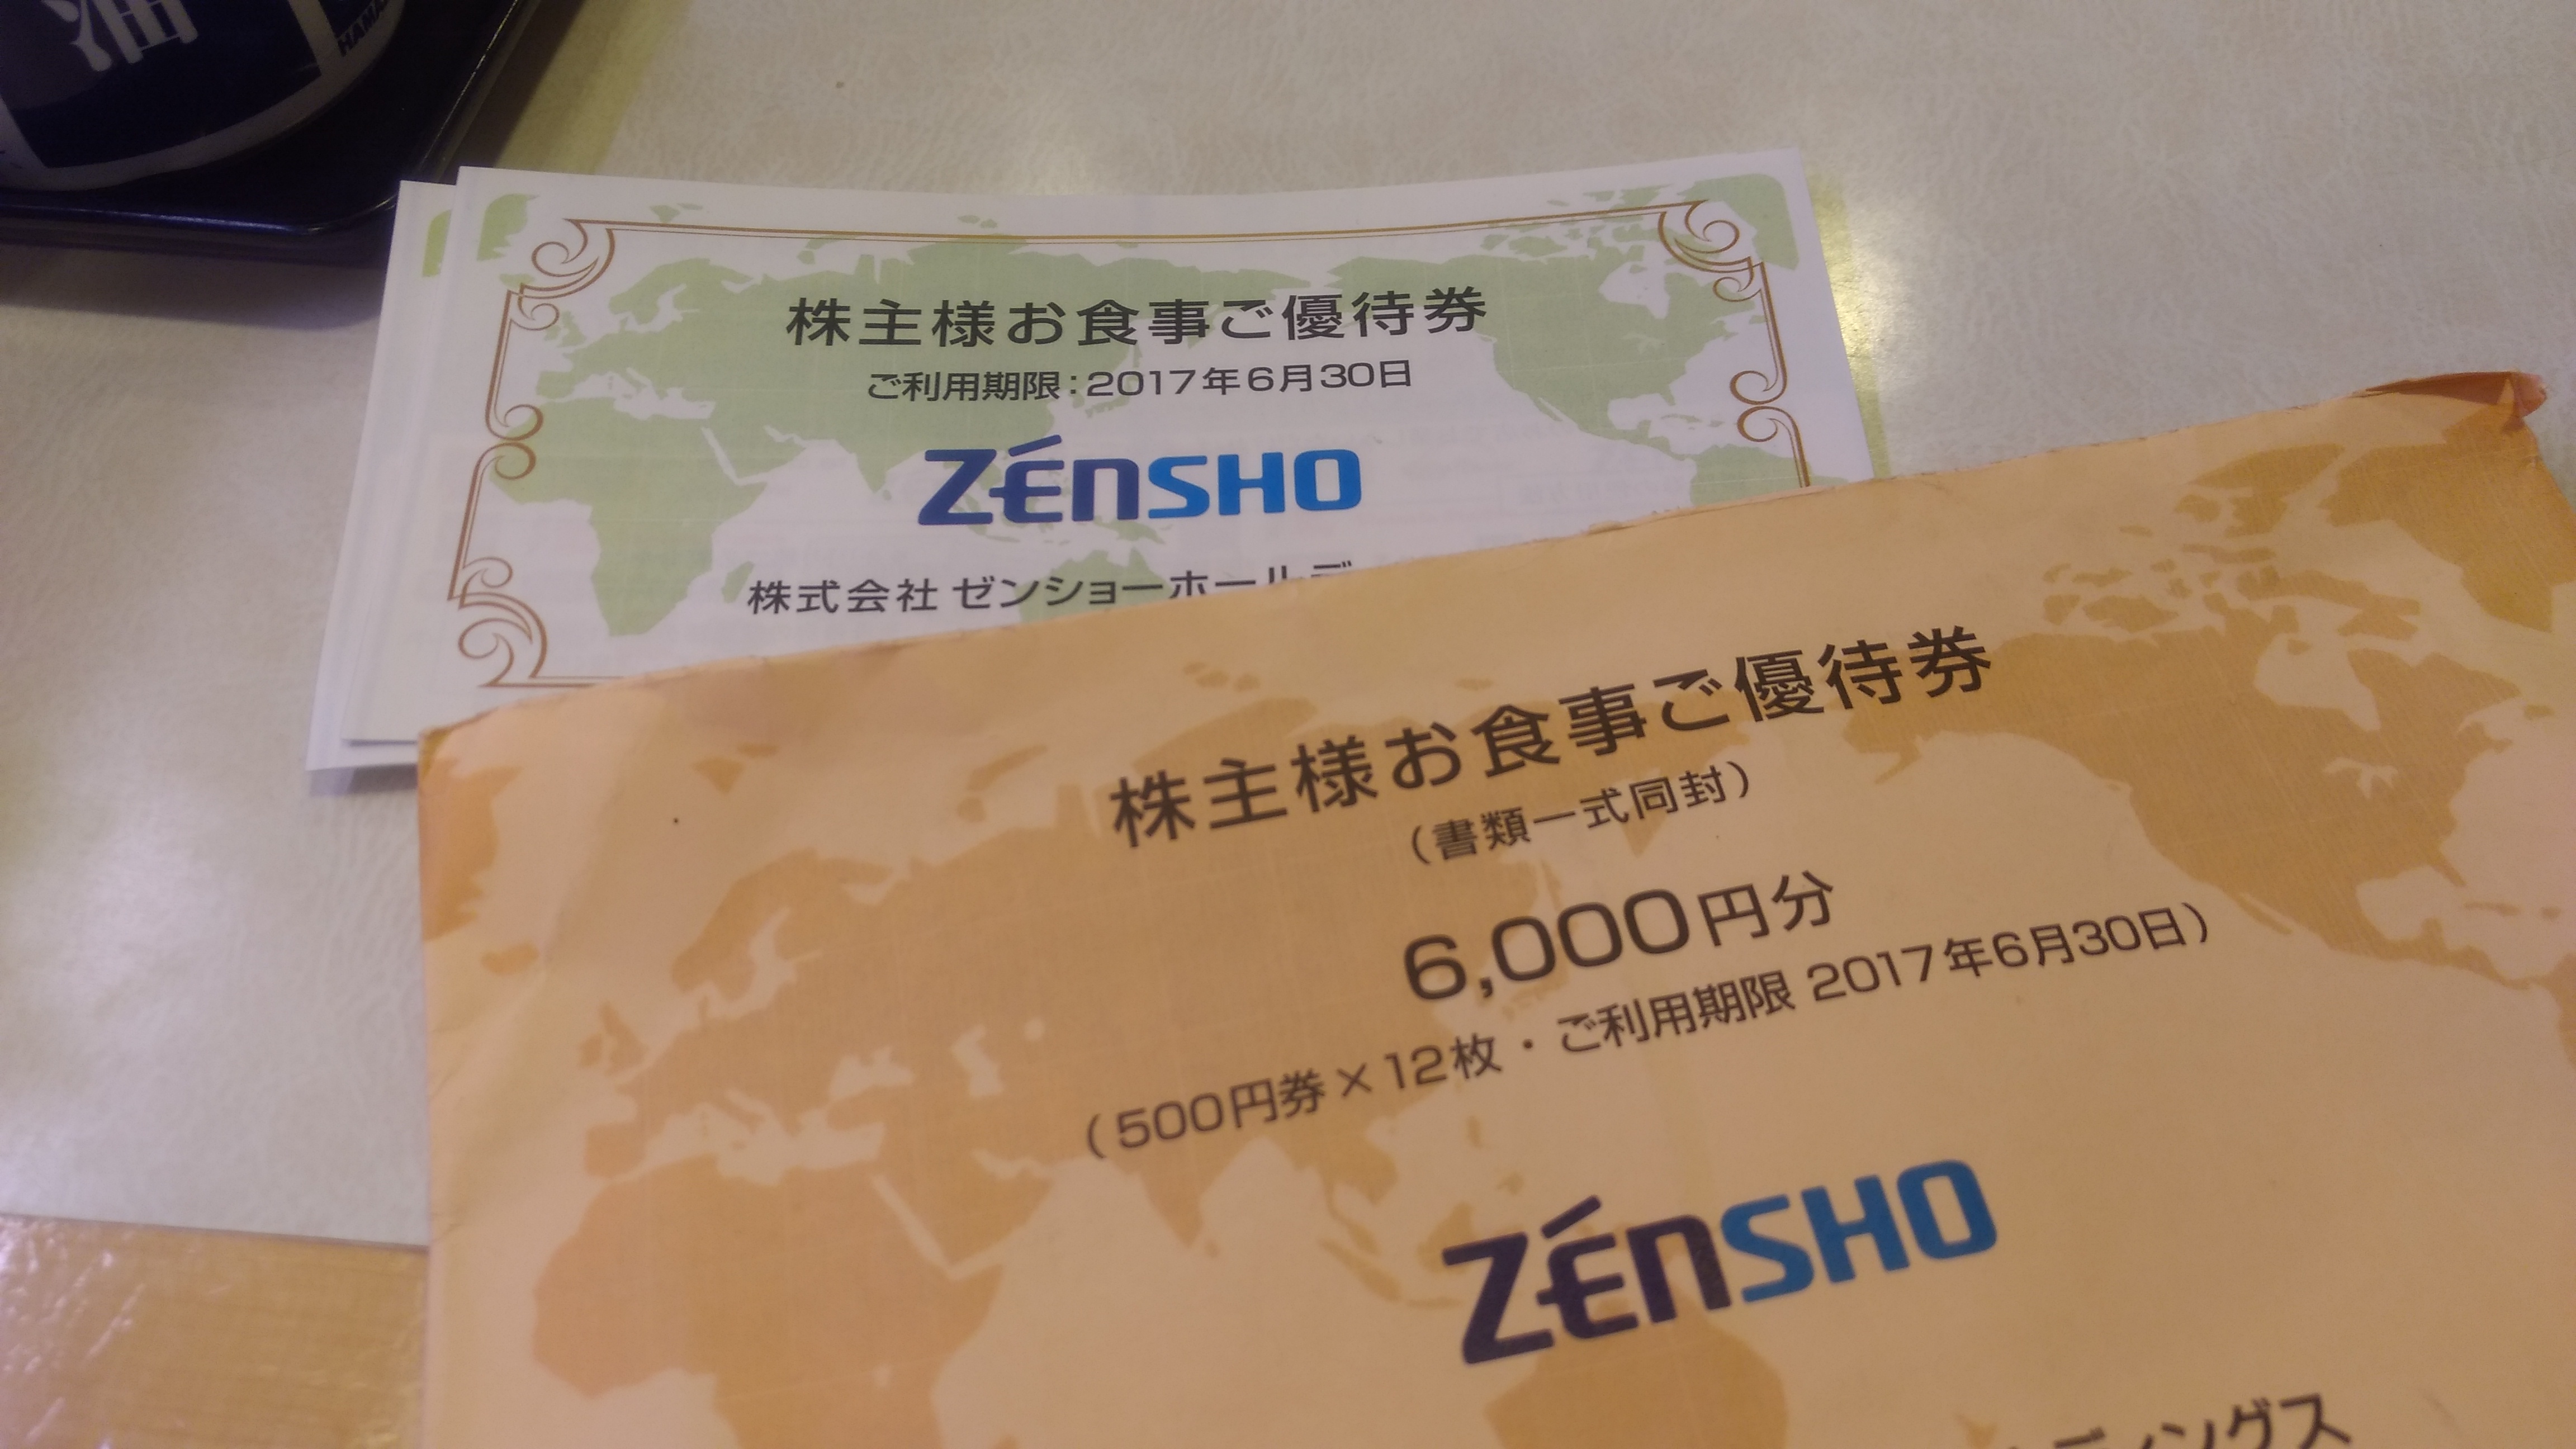 油
HAMA
株主様お食事ご優待券
ご利用期限：2017年6月30日
ZENSHO
株式会社 ゼンショーホールデ
株主様お食事ご優待券
（書類一式同封）
6,000円分
（500円券×12枚・ご利用期限 2017年6月30日）
ZENSHO
ディングス